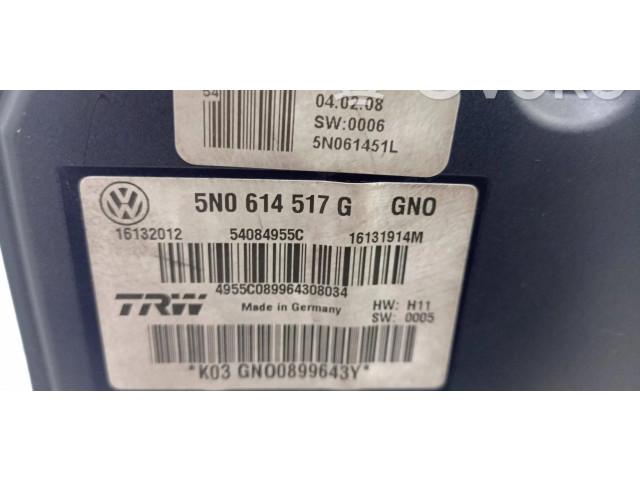 54
04.02.08
SW:0006
5N061451L
5N0 614 517 G GNO
16132012 54084955C 16131914M
4955C089964308034
TRW Made in Germany HW: H11
SW: 0005
*K03 GNO0899643Y*